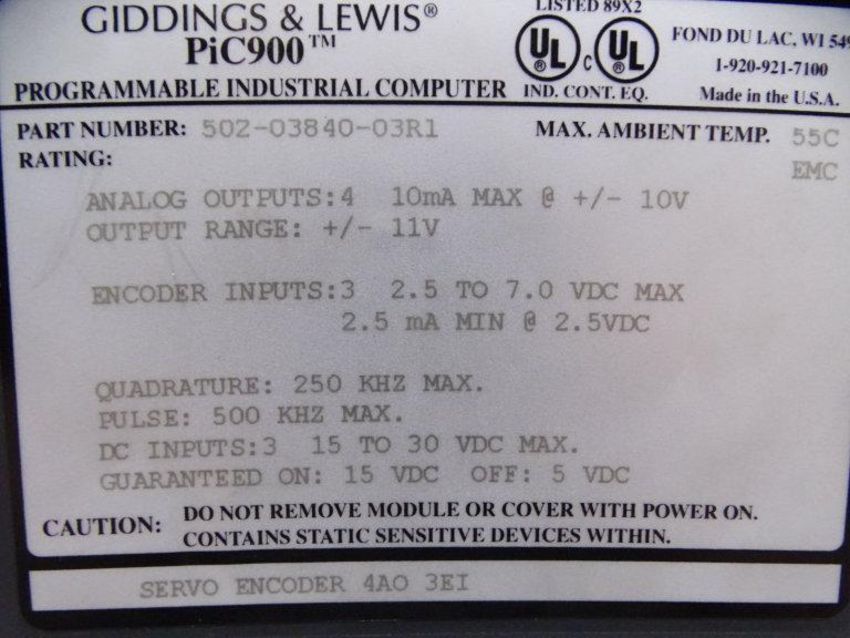 GIDDINGS & LEWIS®
PiC900™
PROGRAMMABLE INDUSTRIAL COMPUTER
LISTED 89X2
UL ® C UL ®
IND. CONT. EQ.
FOND DU LAC, WI 549
1-920-921-7100
Made in the U.S.A.
PART NUMBER: 502-03840-03R1
MAX. AMBIENT TEMP. 55C
RATING:
EMC
ANALOG OUTPUTS:4 10mA MAX @ +/- 10V
OUTPUT RANGE: +/- 11V
ENCODER INPUTS:3 2.5 TO 7.0 VDC MAX
2.5 mA MIN @ 2.5VDC
QUADRATURE: 250 KHZ MAX.
PULSE: 500 KHZ MAX.
DC INPUTS:3 15 TO 30 VDC MAX.
GUARANTEED ON: 15 VDC OFF: 5 VDC
CAUTION: DO NOT REMOVE MODULE OR COVER WITH POWER ON.
CONTAINS STATIC SENSITIVE DEVICES WITHIN.
SERVO ENCODER 4AO 3EI